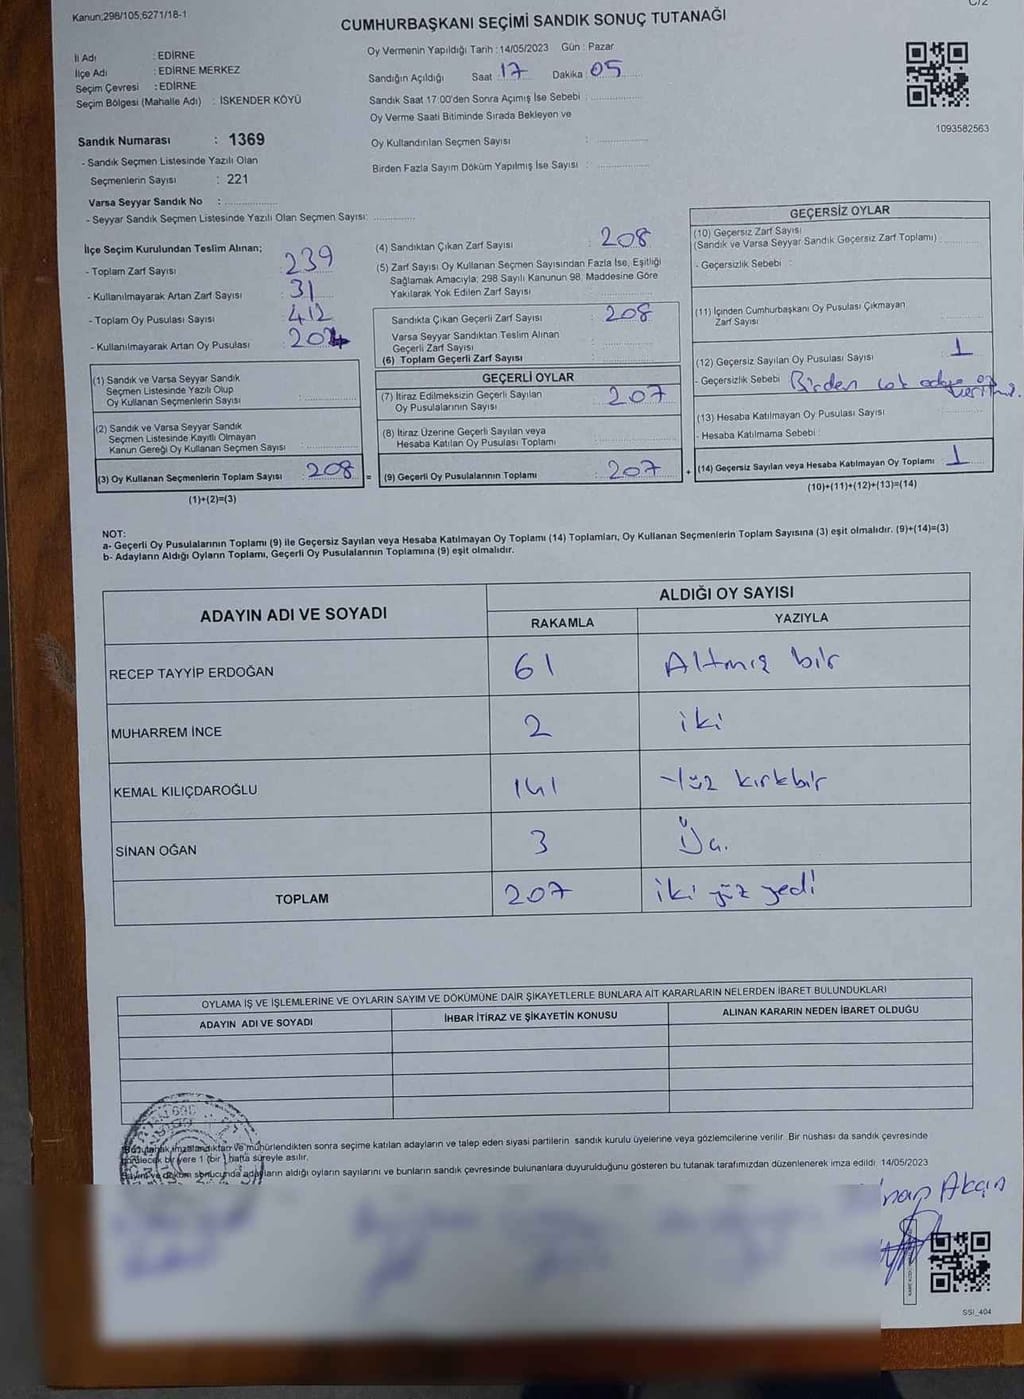 Kanun;298/105;6271/18-1
C/2
CUMHURBAŞKANI SEÇİMİ SANDIK SONUÇ TUTANAĞI
İl Adı : EDİRNE
İlçe Adı : EDİRNE MERKEZ
Seçim Çevresi : EDİRNE
Seçim Bölgesi (Mahalle Adı) : İSKENDER KÖYÜ
Oy Vermenin Yapıldığı Tarih : 14/05/2023 Gün : Pazar
Sandığın Açıldığı Saat : 17 Dakika : 05
Sandık Saat 17:00'den Sonra Açımış İse Sebebi :
Oy Verme Saati Bitiminde Sırada Bekleyen ve
Oy Kullandırılan Seçmen Sayısı :
Birden Fazla Sayım Döküm Yapılmış İse Sayısı :
1093582563
Sandık Numarası : 1369
- Sandık Seçmen Listesinde Yazılı Olan
Seçmenlerin Sayısı : 221
Varsa Seyyar Sandık No :
- Seyyar Sandık Seçmen Listesinde Yazılı Olan Seçmen Sayısı:
İlçe Seçim Kurulundan Teslim Alınan;
- Toplam Zarf Sayısı : 239
- Kullanılmayarak Artan Zarf Sayısı : 31
- Toplam Oy Pusulası Sayısı : 412
- Kullanılmayarak Artan Oy Pusulası :
(1) Sandık ve Varsa Seyyar Sandık
Seçmen Listesinde Yazılı Olup
Oy Kullanan Seçmenlerin Sayısı :
(2) Sandık ve Varsa Seyyar Sandık
Seçmen Listesinde Kayıtlı Olmayan
Kanun Gereği Oy Kullanan Seçmen Sayısı :
(3) Oy Kullanan Seçmenlerin Toplam Sayısı : 208 =
(1)+(2)=(3)
(4) Sandıktan Çıkan Zarf Sayısı : 208
(5) Zarf Sayısı Oy Kullanan Seçmen Sayısından Fazla İse, Eşitliği
Sağlamak Amacıyla; 298 Sayılı Kanunun 98. Maddesine Göre
Yakılarak Yok Edilen Zarf Sayısı :
Sandıkta Çıkan Geçerli Zarf Sayısı : 208
Varsa Seyyar Sandıktan Teslim Alınan
Geçerli Zarf Sayısı :
(6) Toplam Geçerli Zarf Sayısı :
GEÇERLİ OYLAR
(7) İtiraz Edilmeksizin Geçerli Sayılan
Oy Pusulalarının Sayısı : 207
(8) İtiraz Üzerine Geçerli Sayılan veya
Hesaba Katılan Oy Pusulası Toplamı :
(9) Geçerli Oy Pusulalarının Toplamı : 207 +
GEÇERSİZ OYLAR
(10) Geçersiz Zarf Sayısı
(Sandık ve Varsa Seyyar Sandık Geçersiz Zarf Toplamı) :
- Geçersizlik Sebebi :
(11) İçinden Cumhurbaşkanı Oy Pusulası Çıkmayan
Zarf Sayısı :
(12) Geçersiz Sayılan Oy Pusulası Sayısı : 1
- Geçersizlik Sebebi : Birden çok adaya oy verilmiş.
(13) Hesaba Katılmayan Oy Pusulası Sayısı :
- Hesaba Katılmama Sebebi :
(14) Geçersiz Sayılan veya Hesaba Katılmayan Oy Toplamı : 1
(10)+(11)+(12)+(13)=(14)
NOT:
a- Geçerli Oy Pusulalarının Toplamı (9) ile Geçersiz Sayılan veya Hesaba Katılmayan Oy Toplamı (14) Toplamları, Oy Kullanan Seçmenlerin Toplam Sayısına (3) eşit olmalıdır. (9)+(14)=(3)
b- Adayların Aldığı Oyların Toplamı, Geçerli Oy Pusulalarının Toplamına (9) eşit olmalıdır.
ADAYIN ADI VE SOYADI
ALDIĞI OY SAYISI
RAKAMLA YAZIYLA
RECEP TAYYİP ERDOĞAN 61 Altmış bir
MUHARREM İNCE 2 iki
KEMAL KILIÇDAROĞLU 141 Yüz kırkbir
SİNAN OĞAN 3 Üç.
TOPLAM 207 iki yüz yedi
OYLAMA İŞ VE İŞLEMLERİNE VE OYLARIN SAYIM VE DÖKÜMÜNE DAİR ŞİKAYETLERLE BUNLARA AİT KARARLARIN NELERDEN İBARET BULUNDUKLARI
ADAYIN ADI VE SOYADI
İHBAR İTİRAZ VE ŞİKAYETİN KONUSU
ALINAN KARARIN NEDEN İBARET OLDUĞU
Bu tutanak imzalandıktan ve mühürlendikten sonra seçime katılan adayların ve talep eden siyasi partilerin sandık kurulu üyelerine veya gözlemcilerine verilir. Bir nüshası da sandık çevresinde
görülecek bir yere 1 (bir) hafta süreyle asılır.
Sayım ve döküm sonucunda adayların aldığı oyların sayılarını ve bunların sandık çevresinde bulunanlara duyurulduğunu gösteren bu tutanak tarafımızdan düzenlenerek imza edildi. 14/05/2023
Akçın
SSI_404